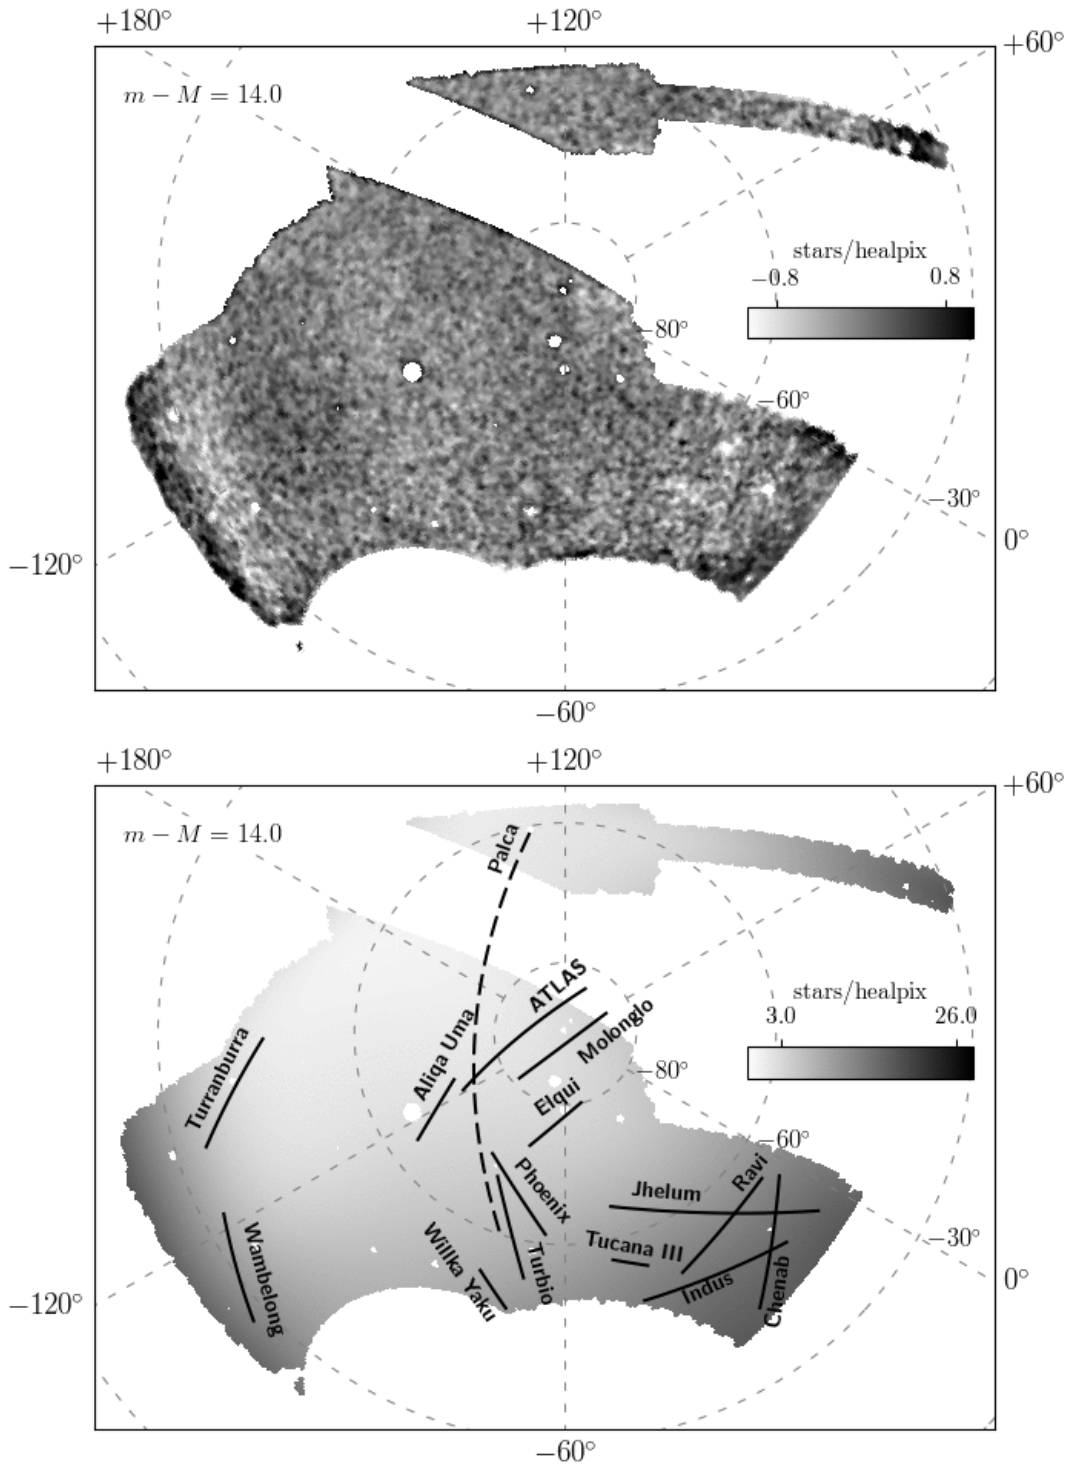 +180° +120° +60°
m − M = 14.0
stars/healpix
−0.8 0.8
−80°
−60°
−30°
0°
−120°
−60°
+180° +120° +60°
m − M = 14.0
Palca
ATLAS
stars/healpix
3.0 26.0
Molonglo
Aliqa Uma
Turranburra
−80°
Elqui
−60°
Ravi
Phoenix
Jhelum
−30°
Tucana III
Willka Yaku
Turbio
Wambelong
Indus
Chenab
0°
−120°
−60°